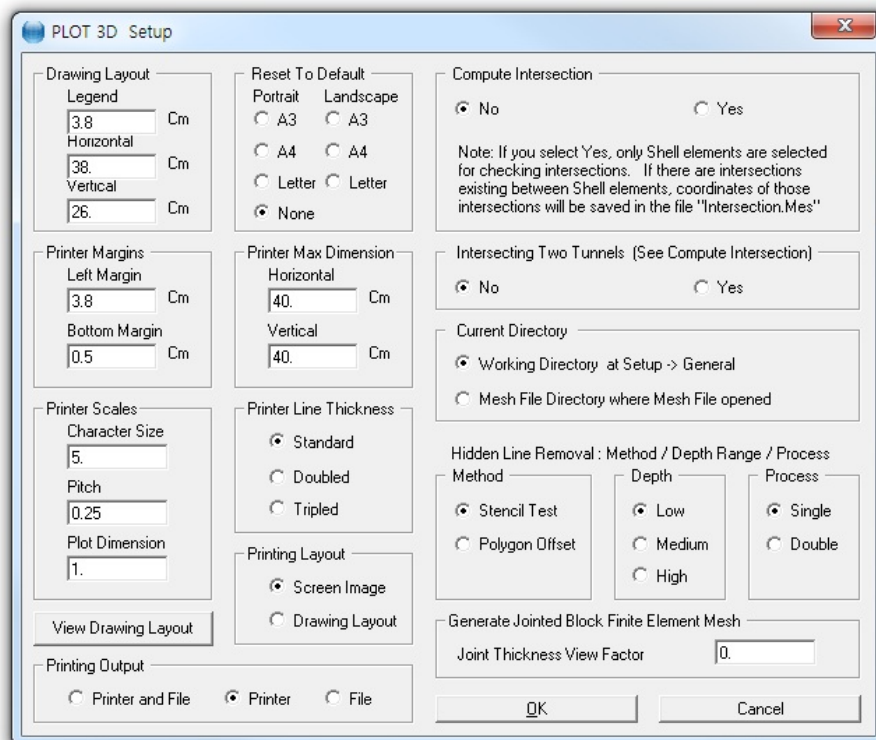 PLOT 3D Setup
Drawing Layout
Legend
3.8 Cm
Horizontal
38. Cm
Vertical
26. Cm
Reset To Default
Portrait Landscape
A3 A3
A4 A4
Letter Letter
None
Compute Intersection
No Yes
Note: If you select Yes, only Shell elements are selected
for checking intersections. If there are intersections
existing between Shell elements, coordinates of those
intersections will be saved in the file "Intersection.Mes"
Printer Margins
Left Margin
3.8 Cm
Bottom Margin
0.5 Cm
Printer Max Dimension
Horizontal
40. Cm
Vertical
40. Cm
Intersecting Two Tunnels (See Compute Intersection)
No Yes
Current Directory
Working Directory at Setup -> General
Mesh File Directory where Mesh File opened
Printer Scales
Character Size
5.
Pitch
0.25
Plot Dimension
1.
Printer Line Thickness
Standard
Doubled
Tripled
Hidden Line Removal : Method / Depth Range / Process
Method
Stencil Test
Polygon Offset
Depth
Low
Medium
High
Process
Single
Double
Printing Layout
Screen Image
Drawing Layout
View Drawing Layout
Generate Jointed Block Finite Element Mesh
Joint Thickness View Factor 0.
Printing Output
Printer and File Printer File
OK Cancel